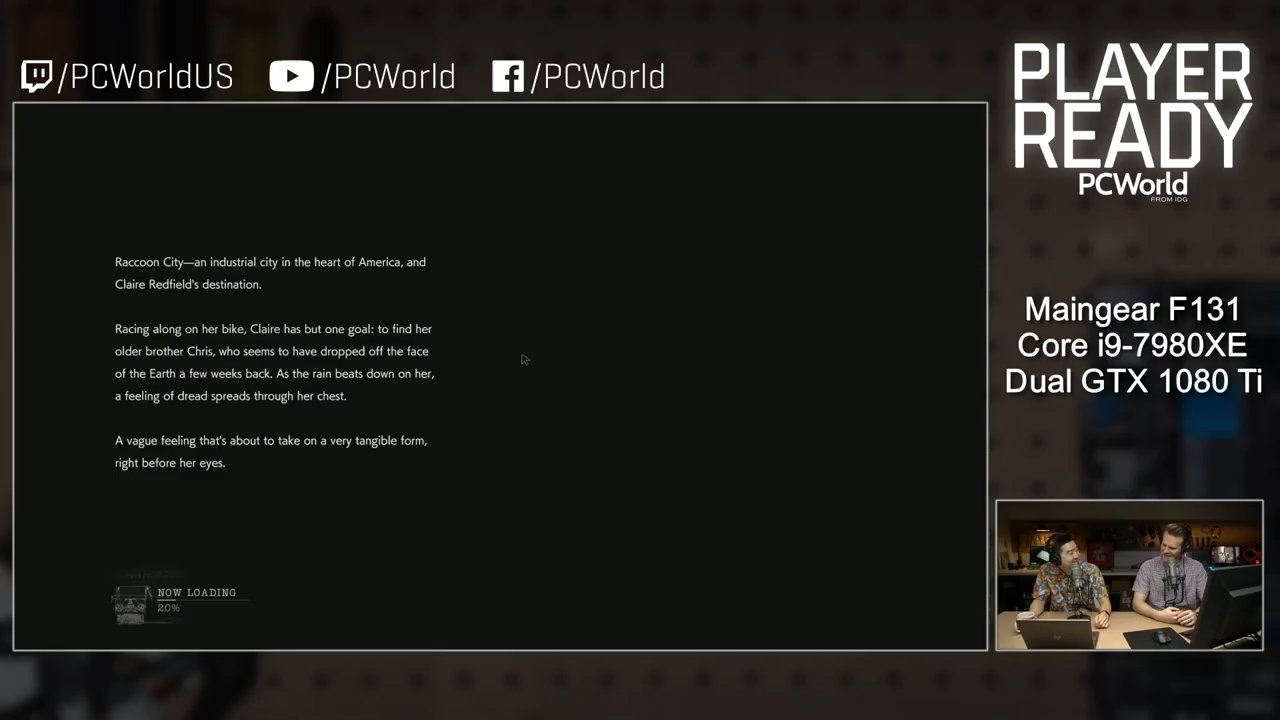 /PCWorldUS
/PCWorld
/PCWorld
PLAYER
READY
PCWorld
FROM IDG
Raccoon City—an industrial city in the heart of America, and
Claire Redfield's destination.
Racing along on her bike, Claire has but one goal: to find her
older brother Chris, who seems to have dropped off the face
of the Earth a few weeks back. As the rain beats down on her,
a feeling of dread spreads through her chest.
A vague feeling that's about to take on a very tangible form,
right before her eyes.
NOW LOADING
20%
Maingear F131
Core i9-7980XE
Dual GTX 1080 Ti